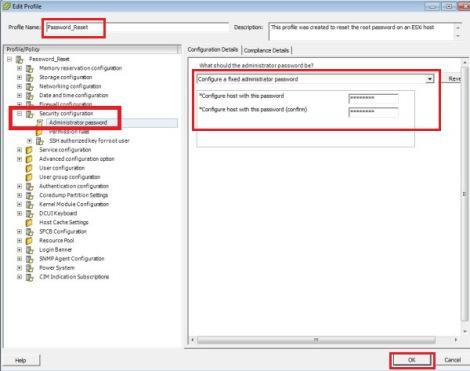 Edit Profile
Profile Name: Password_Reset
Description: This profile was created to reset the root password on an ESXi host
Profile/Policy
Password_Reset
Memory reservation configuration
Storage configuration
Networking configuration
Date and time configuration
Firewall configuration
Security configuration
Administrator password
Permission rules
SSH authorized key for root user
Service configuration
Advanced configuration option
User configuration
User group configuration
Authentication configuration
Coredump Partition Settings
Kernel Module Configuration
DCUI Keyboard
Host Cache Settings
SFCB Configuration
Resource Pool
Login Banner
SNMP Agent Configuration
Power System
CIM Indication Subscriptions
Configuration Details
Compliance Details
What should the administrator password be?
Configure a fixed administrator password
Reve
*Configure host with this password
********
*Configure host with this password (confirm)
********
Help
OK
Cancel